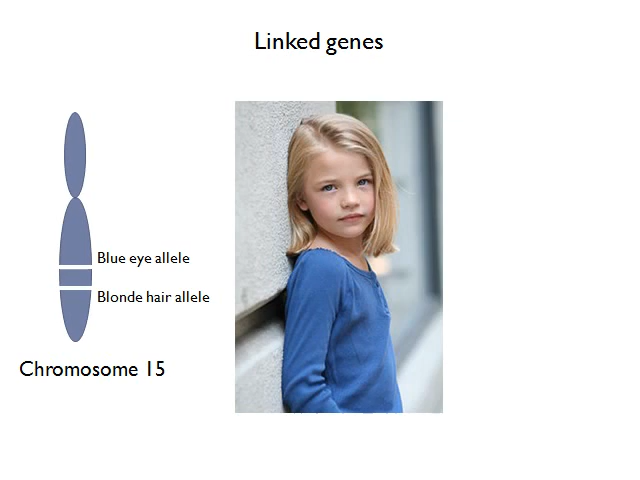 Linked genes
Blue eye allele
Blonde hair allele
Chromosome 15